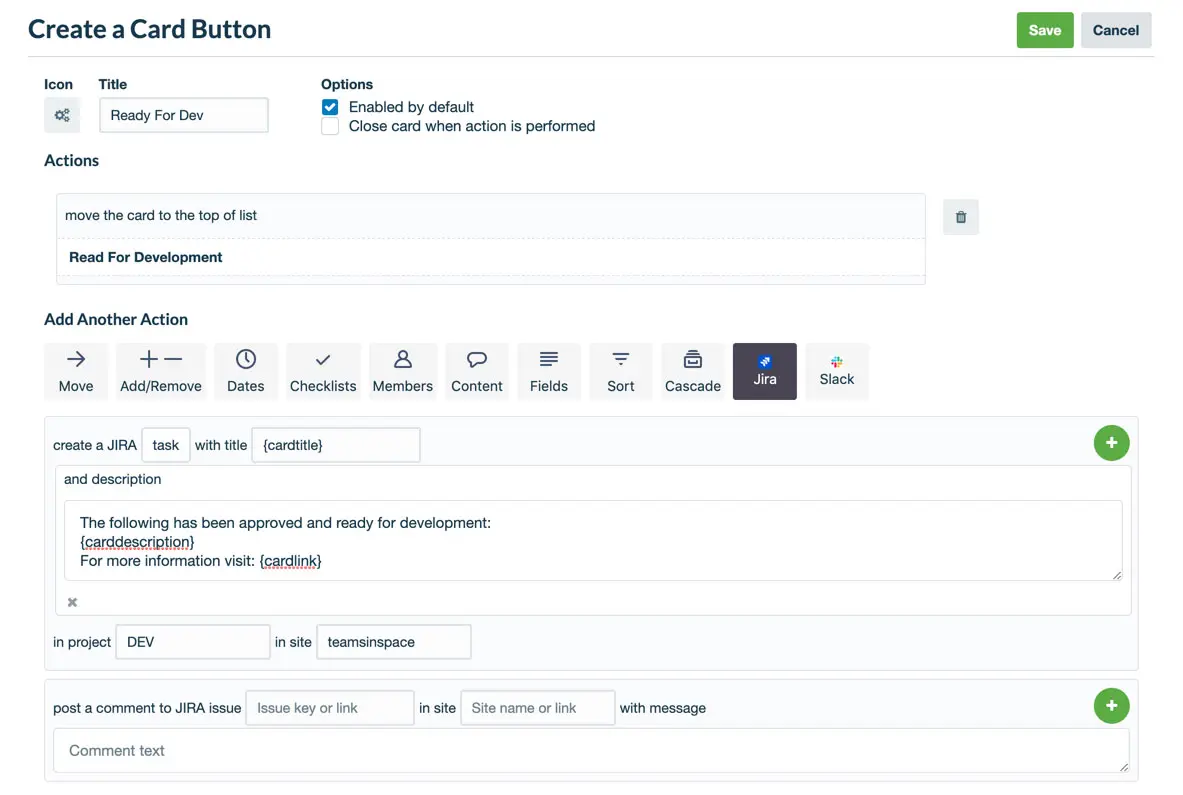 Create a Card Button
Save Cancel
Icon Title Options
Ready For Dev
Enabled by default
Close card when action is performed
Actions
move the card to the top of list
Read For Development
Add Another Action
Move Add/Remove Dates Checklists Members Content Fields Sort Cascade Jira Slack
create a JIRA task with title {cardtitle}
and description
The following has been approved and ready for development:
{carddescription}
For more information visit: {cardlink}
in project DEV in site teamsinspace
post a comment to JIRA issue Issue key or link in site Site name or link with message
Comment text